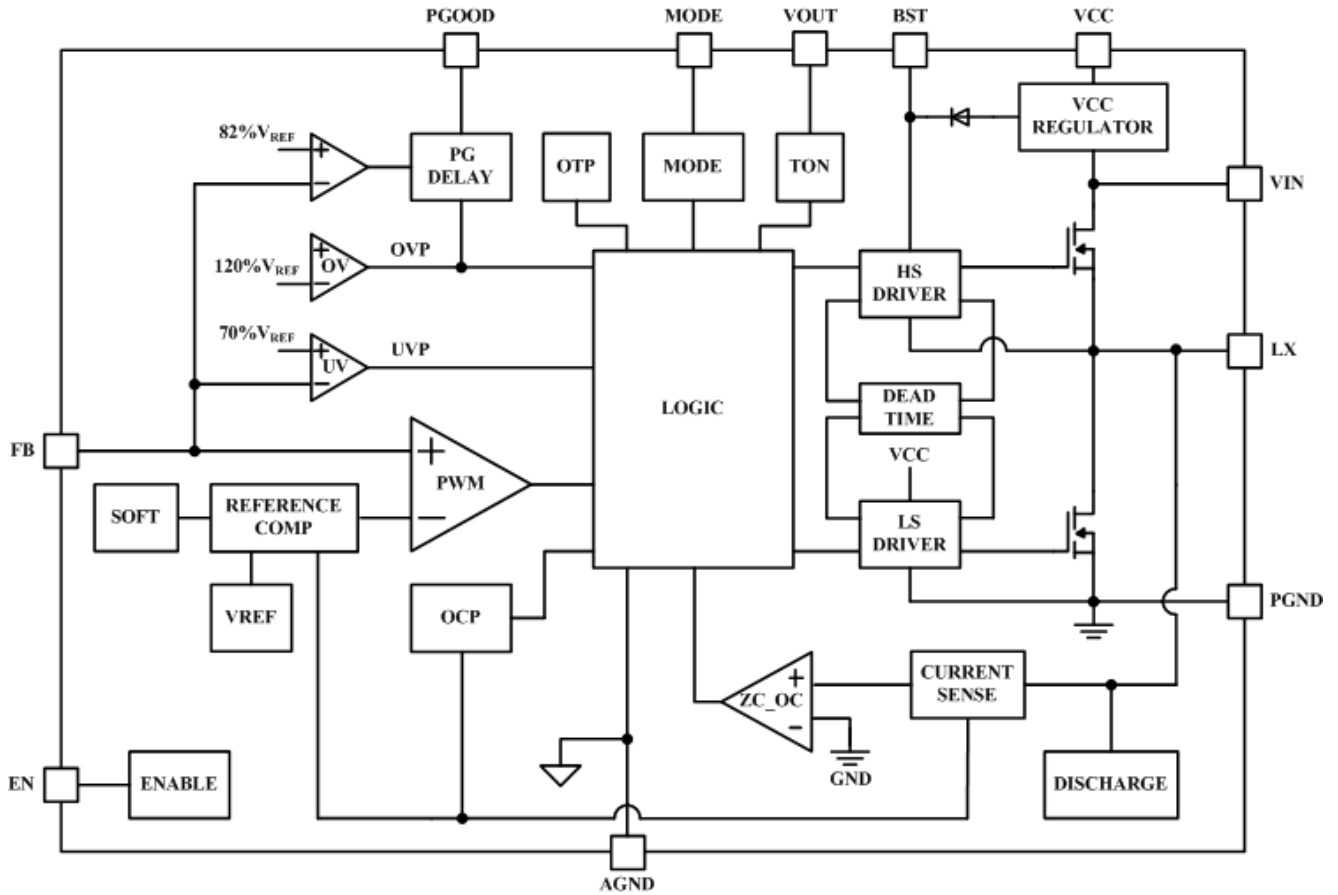 PGOOD
MODE
VOUT
BST
VCC
82%VREF
PG
DELAY
OTP
MODE
TON
VCC
REGULATOR
VIN
120%VREF
+
−
+
OV
−
OVP
HS
DRIVER
70%VREF
+
UV
−
UVP
LX
LOGIC
DEAD
TIME
FB
+
PWM
−
VCC
SOFT
REFERENCE
COMP
LS
DRIVER
VREF
OCP
PGND
+
ZC_OC
−
CURRENT
SENSE
GND
EN
ENABLE
DISCHARGE
AGND